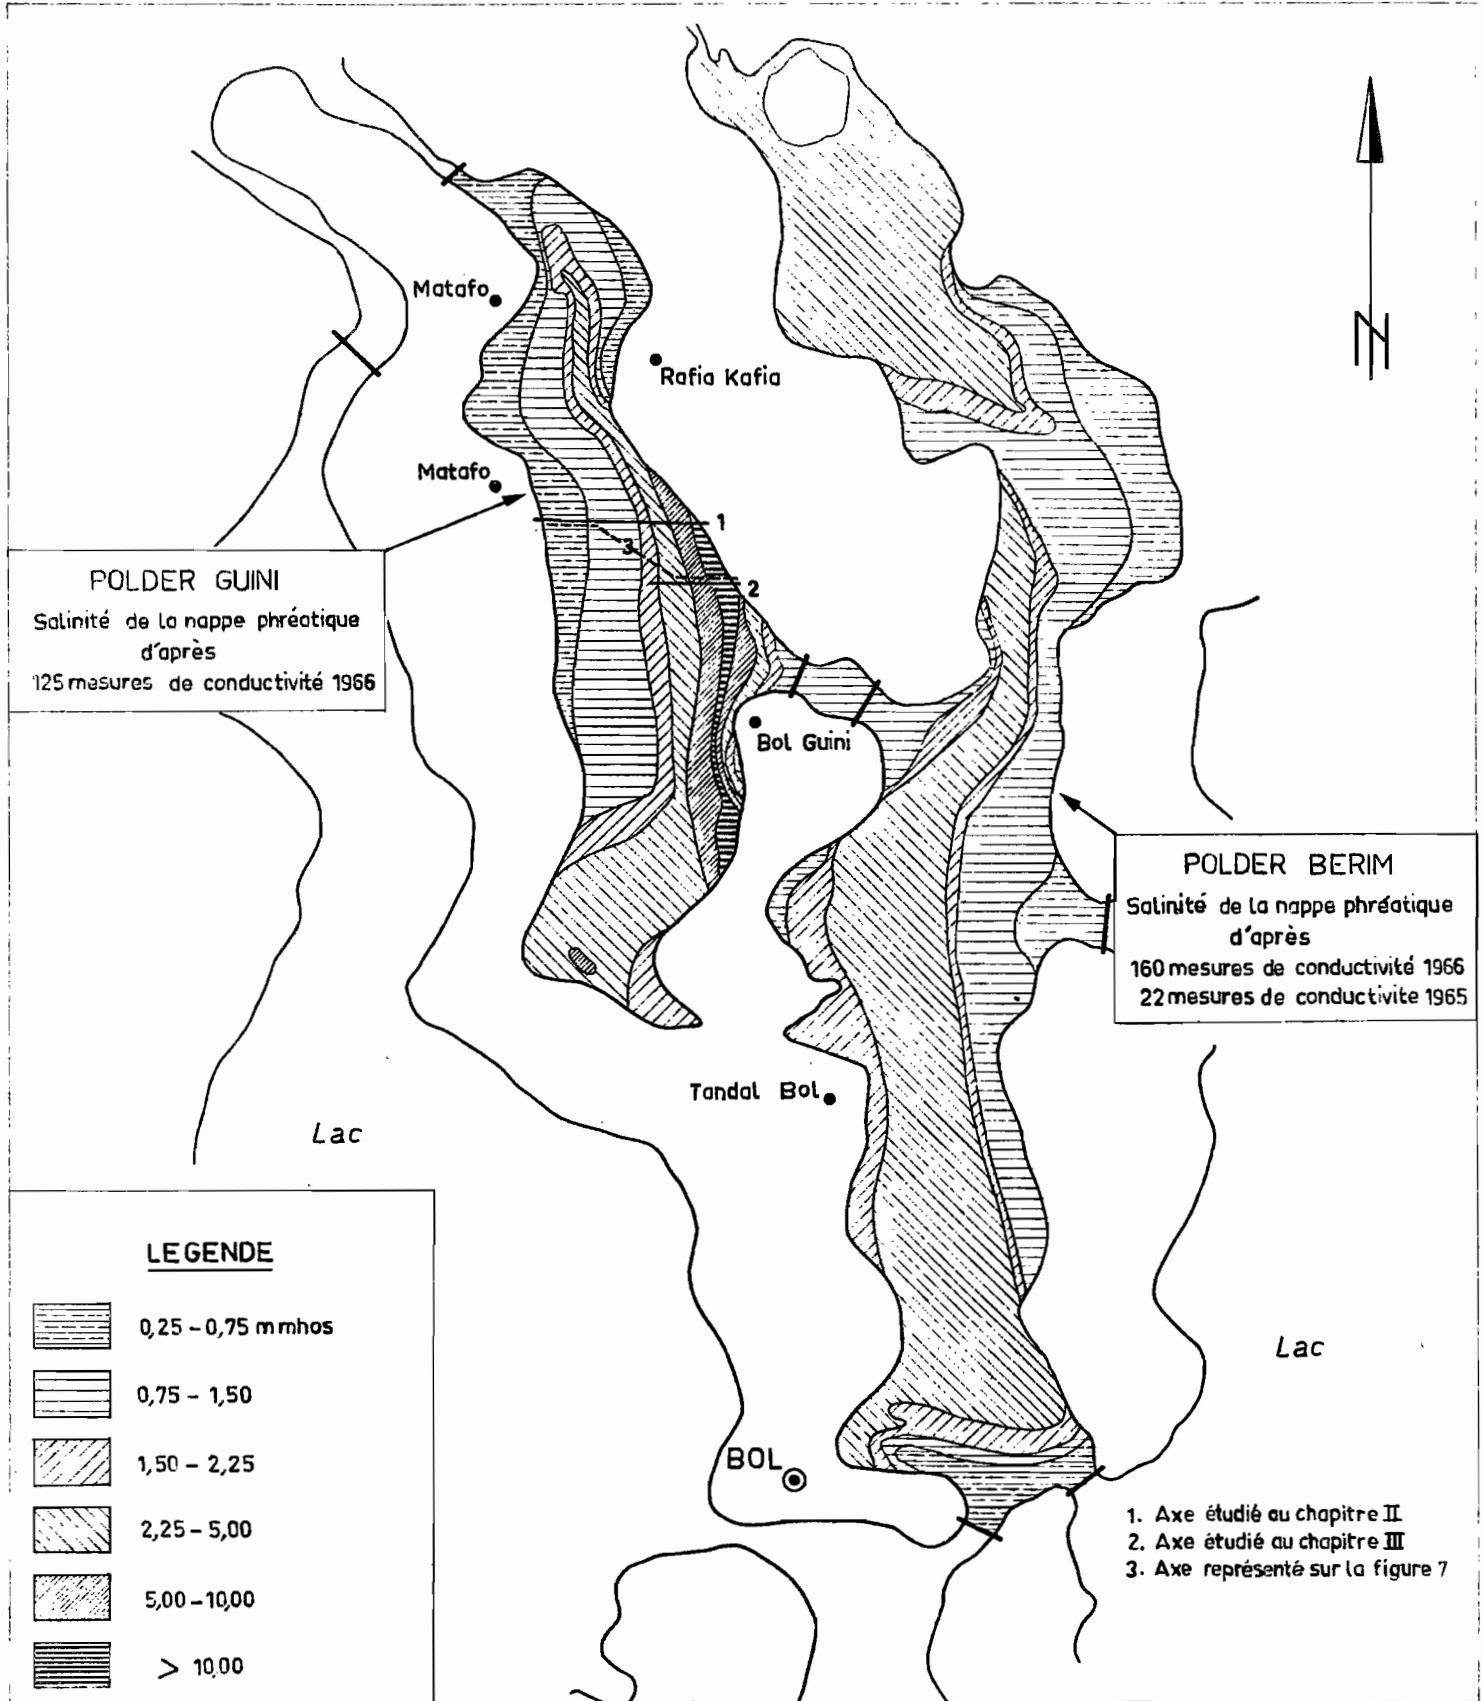 Matafo
Rafia Kafia
Matafo
1
3
2
POLDER GUINI
Salinité de la nappe phréatique
d'après
125 mesures de conductivité 1966
Bol Guini
POLDER BERIM
Salinité de la nappe phréatique
d'après
160 mesures de conductivité 1966
22 mesures de conductivite 1965
Tandal Bol
Lac
Lac
BOL
LEGENDE
0,25 – 0,75 m mhos
0,75 – 1,50
1,50 – 2,25
2,25 – 5,00
5,00 – 10,00
> 10,00
1. Axe étudié au chapitre II
2. Axe étudié au chapitre III
3. Axe représenté sur la figure 7
N